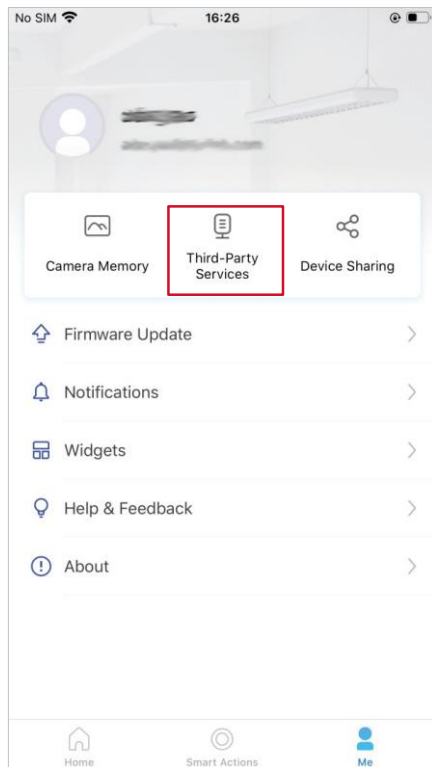 No SIM 16:26
Camera Memory
Third-Party
Services
Device Sharing
Firmware Update
Notifications
Widgets
Help & Feedback
About
Home Smart Actions Me